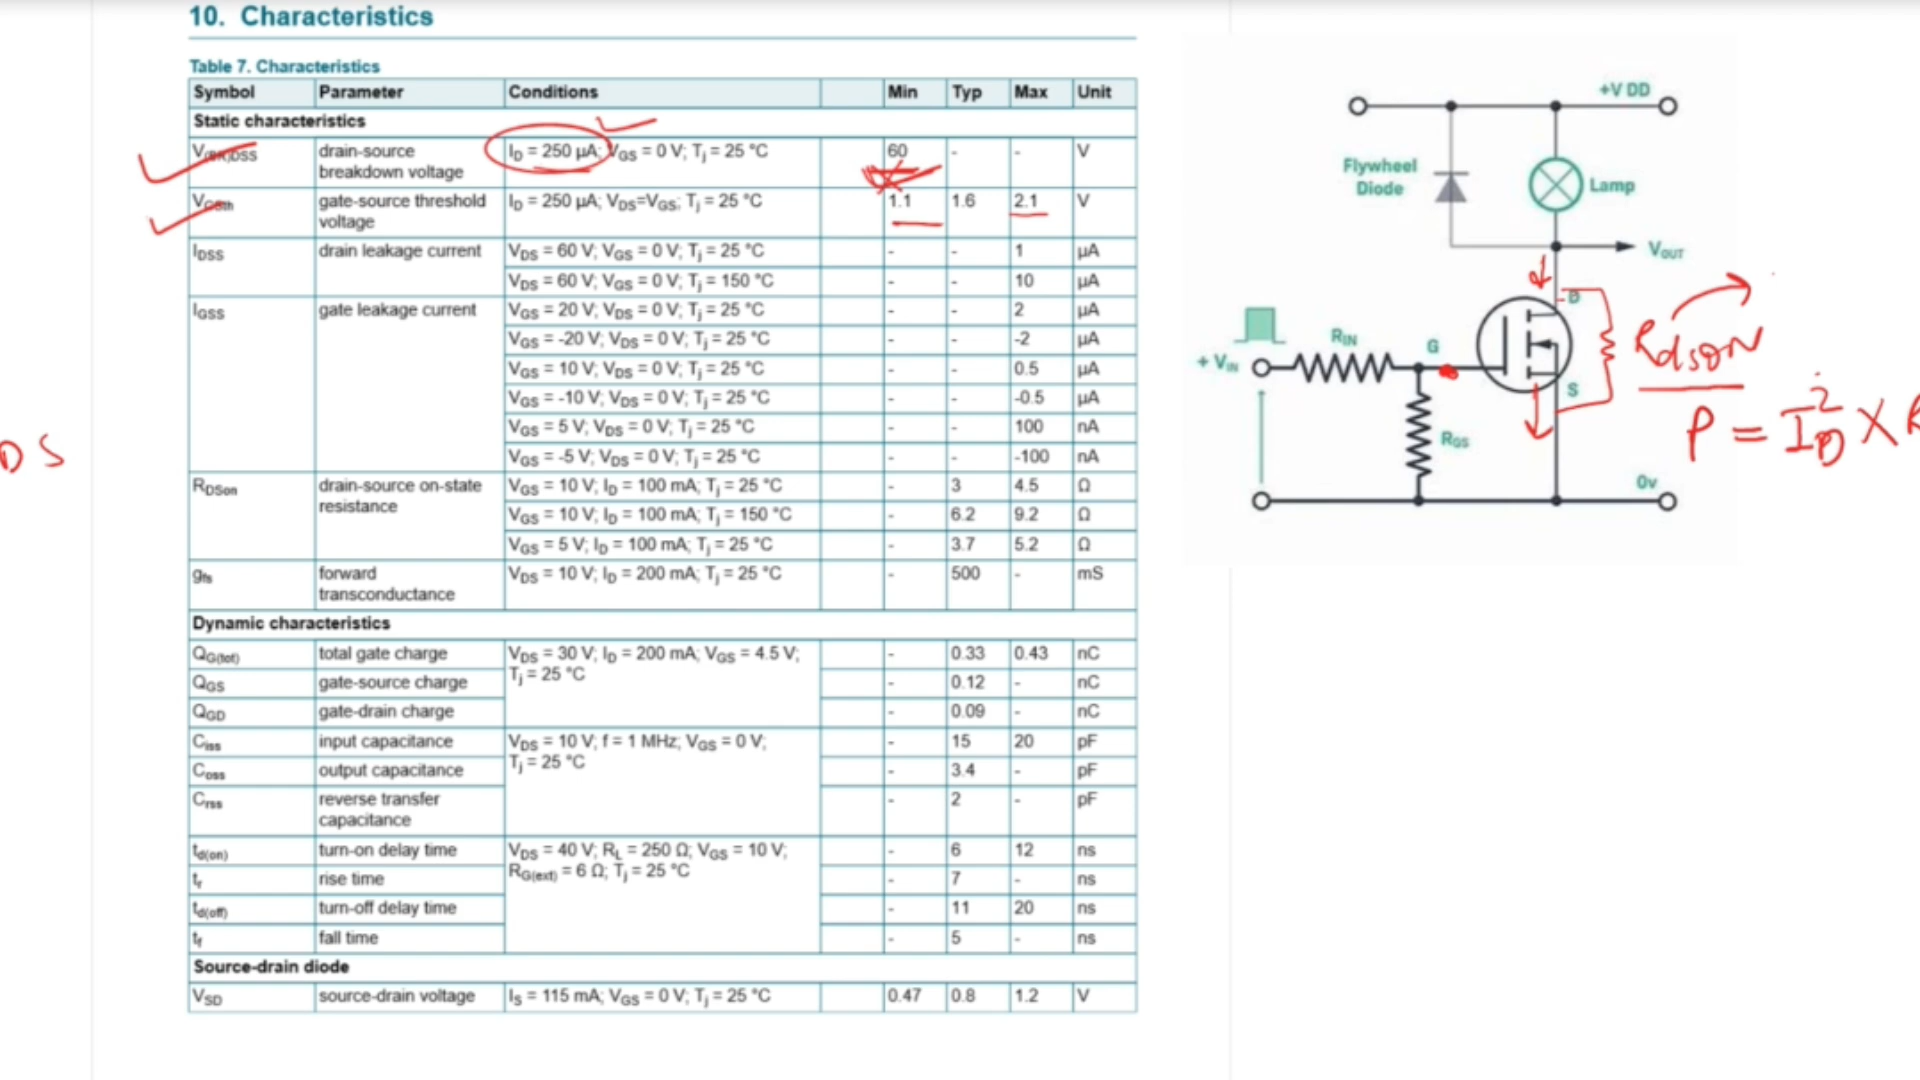 10. Characteristics
Table 7. Characteristics
Symbol Parameter Conditions Min Typ Max Unit
Static characteristics
V(BR)DSS drain-source breakdown voltage ID = 250 µA; VGS = 0 V; Tj = 25 °C 60 - - V
VGSth gate-source threshold voltage ID = 250 µA; VDS=VGS; Tj = 25 °C 1.1 1.6 2.1 V
IDSS drain leakage current VDS = 60 V; VGS = 0 V; Tj = 25 °C - - 1 µA
VDS = 60 V; VGS = 0 V; Tj = 150 °C - - 10 µA
IGSS gate leakage current VGS = 20 V; VDS = 0 V; Tj = 25 °C - - 2 µA
VGS = -20 V; VDS = 0 V; Tj = 25 °C - - -2 µA
VGS = 10 V; VDS = 0 V; Tj = 25 °C - - 0.5 µA
VGS = -10 V; VDS = 0 V; Tj = 25 °C - - -0.5 µA
VGS = 5 V; VDS = 0 V; Tj = 25 °C - - 100 nA
VGS = -5 V; VDS = 0 V; Tj = 25 °C - - -100 nA
RDSon drain-source on-state resistance VGS = 10 V; ID = 100 mA; Tj = 25 °C - 3 4.5 Ω
VGS = 10 V; ID = 100 mA; Tj = 150 °C - 6.2 9.2 Ω
VGS = 5 V; ID = 100 mA; Tj = 25 °C - 3.7 5.2 Ω
gfs forward transconductance VDS = 10 V; ID = 200 mA; Tj = 25 °C - 500 - mS
Dynamic characteristics
QG(tot) total gate charge VDS = 30 V; ID = 200 mA; VGS = 4.5 V; Tj = 25 °C - 0.33 0.43 nC
QGS gate-source charge - 0.12 - nC
QGD gate-drain charge - 0.09 - nC
Ciss input capacitance VDS = 10 V; f = 1 MHz; VGS = 0 V; Tj = 25 °C - 15 20 pF
Coss output capacitance - 3.4 - pF
Crss reverse transfer capacitance - 2 - pF
td(on) turn-on delay time VDS = 40 V; RL = 250 Ω; VGS = 10 V; RG(ext) = 6 Ω; Tj = 25 °C - 6 12 ns
tr rise time - 7 - ns
td(off) turn-off delay time - 11 20 ns
tf fall time - 5 - ns
Source-drain diode
VSD source-drain voltage IS = 115 mA; VGS = 0 V; Tj = 25 °C 0.47 0.8 1.2 V
DS
+V DD
Flywheel
Diode
Lamp
VOUT
D
RIN
G
+ VIN
S
RGS
0v
Rdson
P = ID² X